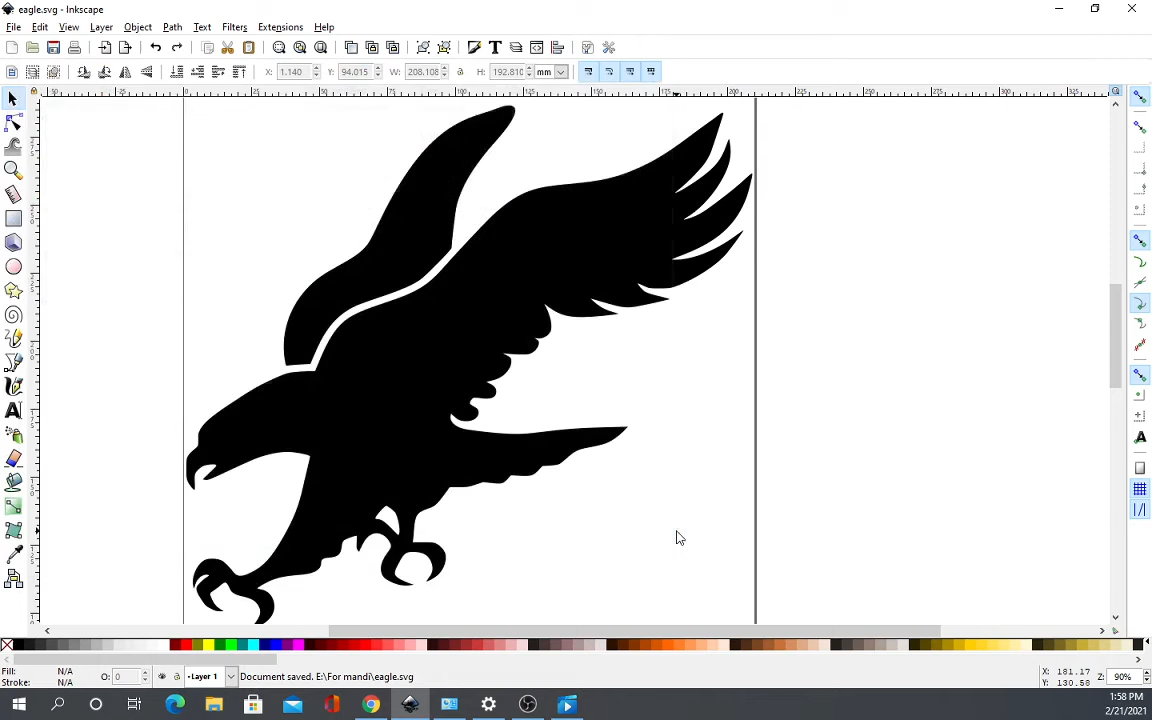 eagle.svg - Inkscape
File Edit View Layer Object Path Text Filters Extensions Help
X: 1.140 Y: 94.015 W: 208.108 H: 192.810 mm
Fill: N/A
Stroke: N/A
O: 0
Layer 1
Document saved. E:\For mandi\eagle.svg
X: 181.17
Y: 130.58
Z: 90%
1:58 PM
2/21/2021